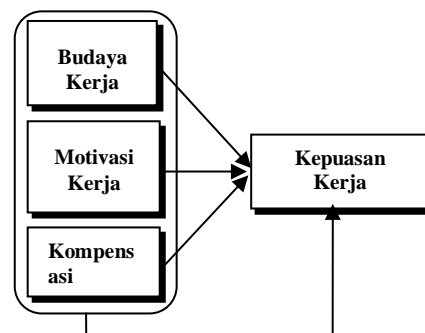 Budaya
Kerja
Motivasi
Kerja
Kompens
asi
Kepuasan
Kerja